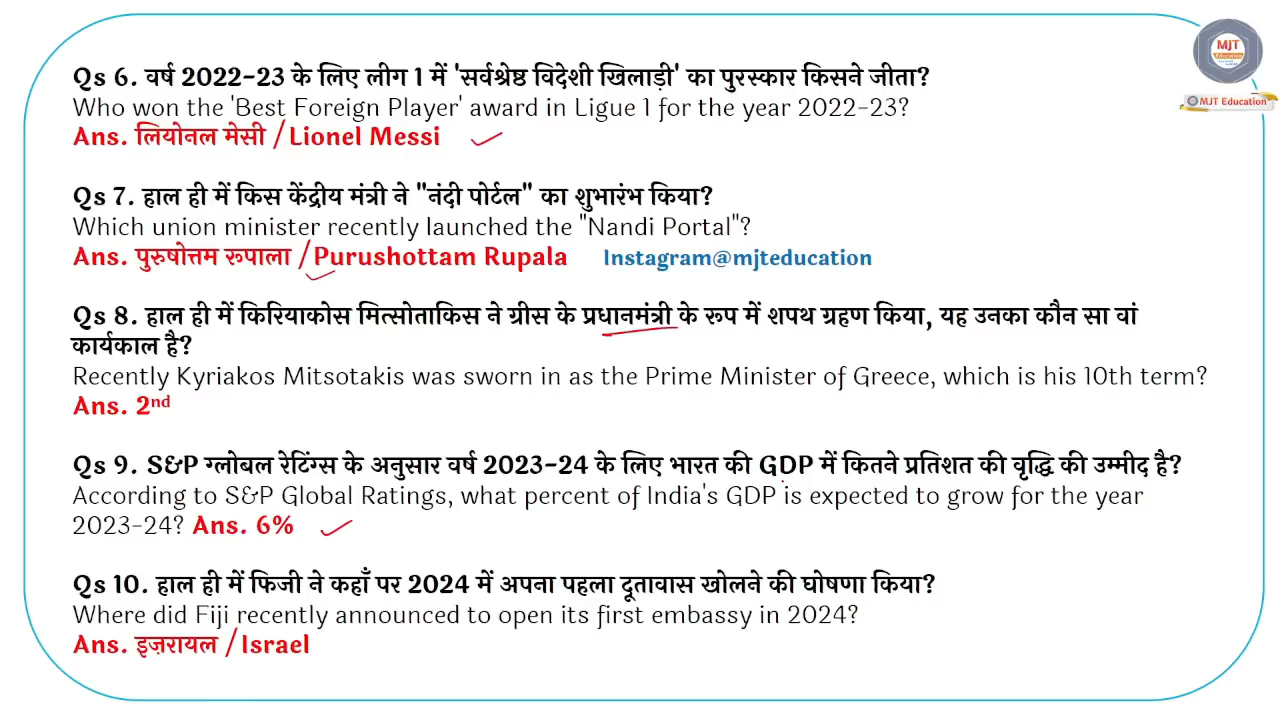 MJT
Education
MJT Education
Qs 6. वर्ष 2022-23 के लिए लीग 1 में 'सर्वश्रेष्ठ विदेशी खिलाड़ी' का पुरस्कार किसने जीता?
Who won the 'Best Foreign Player' award in Ligue 1 for the year 2022-23?
Ans. लियोनल मेसी / Lionel Messi
Qs 7. हाल ही में किस केंद्रीय मंत्री ने "नंदी पोर्टल" का शुभारंभ किया?
Which union minister recently launched the "Nandi Portal"?
Ans. पुरुषोत्तम रूपाला / Purushottam Rupala Instagram@mjteducation
Qs 8. हाल ही में किरियाकोस मित्सोताकिस ने ग्रीस के प्रधानमंत्री के रूप में शपथ ग्रहण किया, यह उनका कौन सा वां
कार्यकाल है?
Recently Kyriakos Mitsotakis was sworn in as the Prime Minister of Greece, which is his 10th term?
Ans. 2nd
Qs 9. S&P ग्लोबल रेटिंग्स के अनुसार वर्ष 2023-24 के लिए भारत की GDP में कितने प्रतिशत की वृद्धि की उम्मीद है?
According to S&P Global Ratings, what percent of India's GDP is expected to grow for the year
2023-24? Ans. 6%
Qs 10. हाल ही में फिजी ने कहाँ पर 2024 में अपना पहला दूतावास खोलने की घोषणा किया?
Where did Fiji recently announced to open its first embassy in 2024?
Ans. इज़रायल / Israel